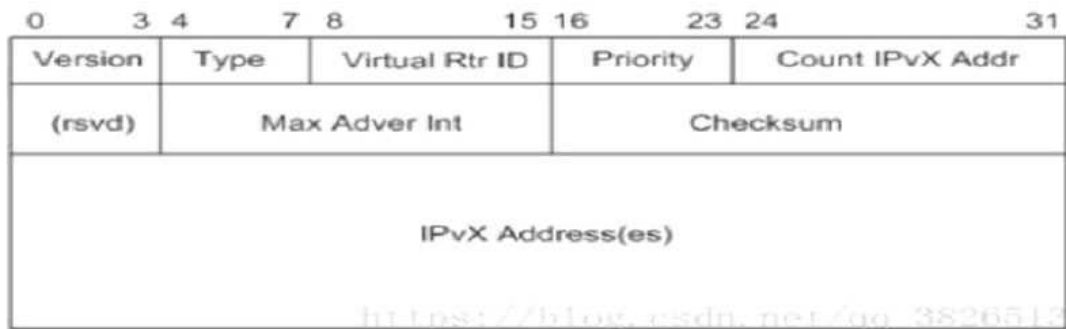 0 3 4 7 8 15 16 23 24 31
Version Type Virtual Rtr ID Priority Count IPvX Addr
(rsvd) Max Adver Int Checksum
IPvX Address(es)
https://blog.csdn.net/qq_3826513